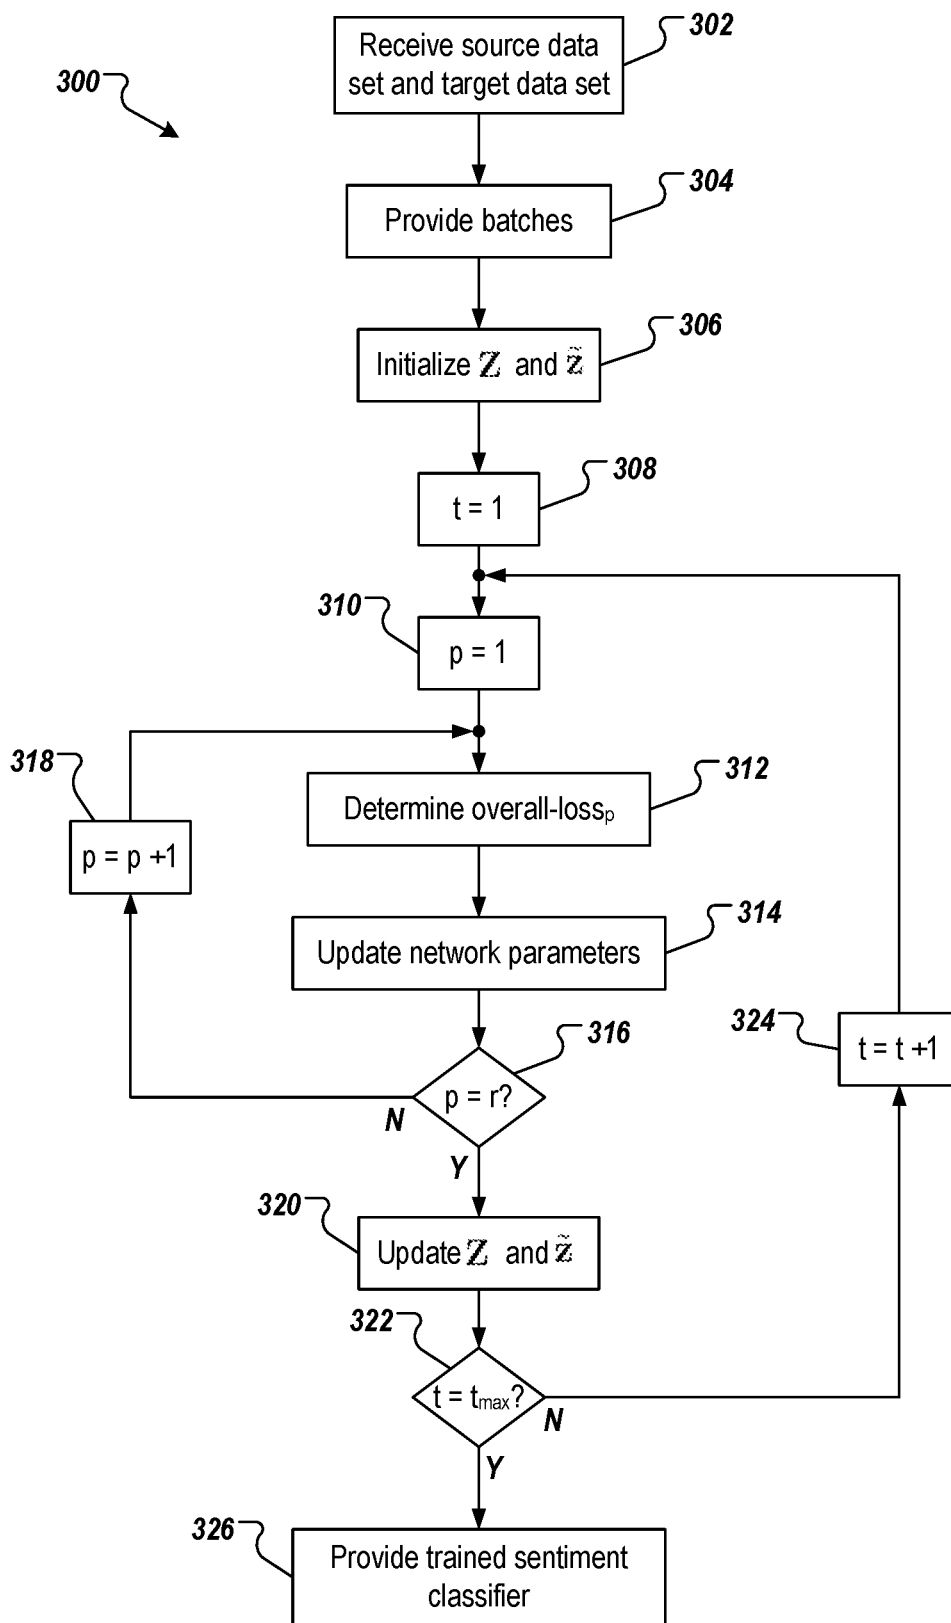 302
Receive source data
set and target data set
300
304
Provide batches
306
Initialize Z and z̃
308
t = 1
310
p = 1
318
312
Determine overall-lossₚ
p = p +1
314
Update network parameters
324
316
t = t +1
p = r?
N
Y
320
Update Z and z̃
322
t = tmax?
N
Y
326
Provide trained sentiment
classifier